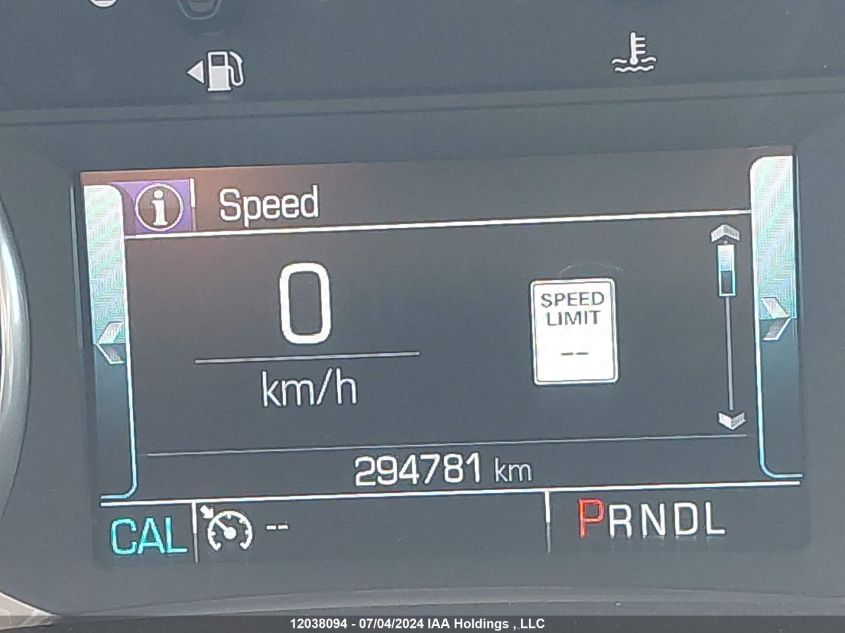 i Speed
0
km/h
SPEED
LIMIT
--
294781 km
CAL -- PRNDL
12038094 - 07/04/2024 IAA Holdings , LLC